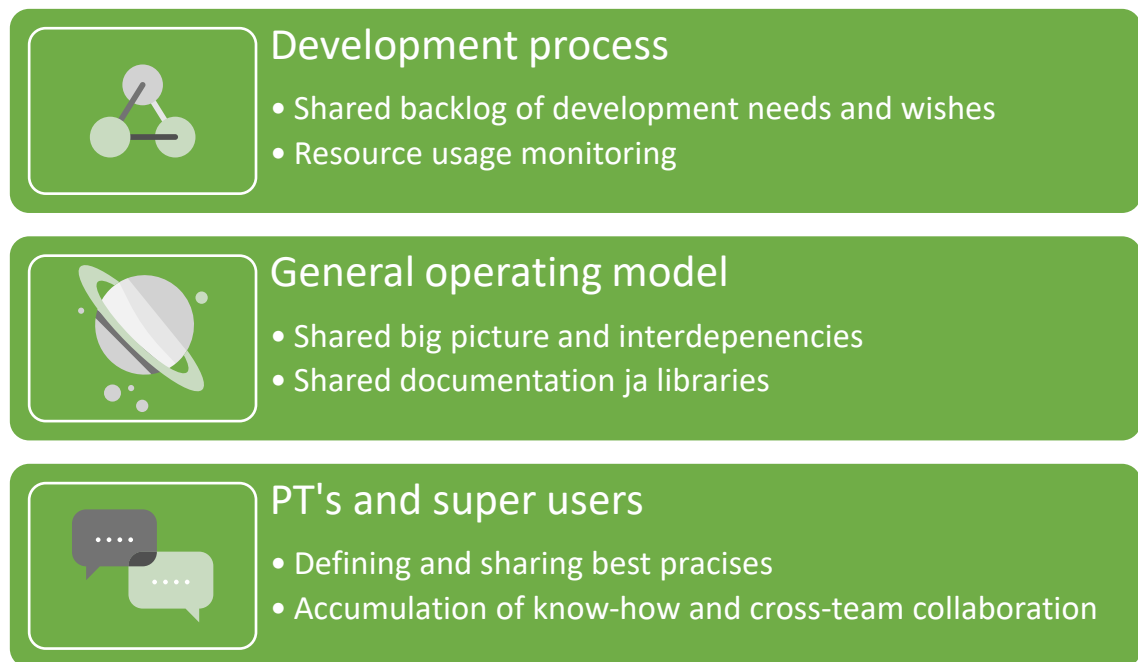 Development process
• Shared backlog of development needs and wishes
• Resource usage monitoring
General operating model
• Shared big picture and interdepenencies
• Shared documentation ja libraries
PT's and super users
• Defining and sharing best pracises
• Accumulation of know-how and cross-team collaboration